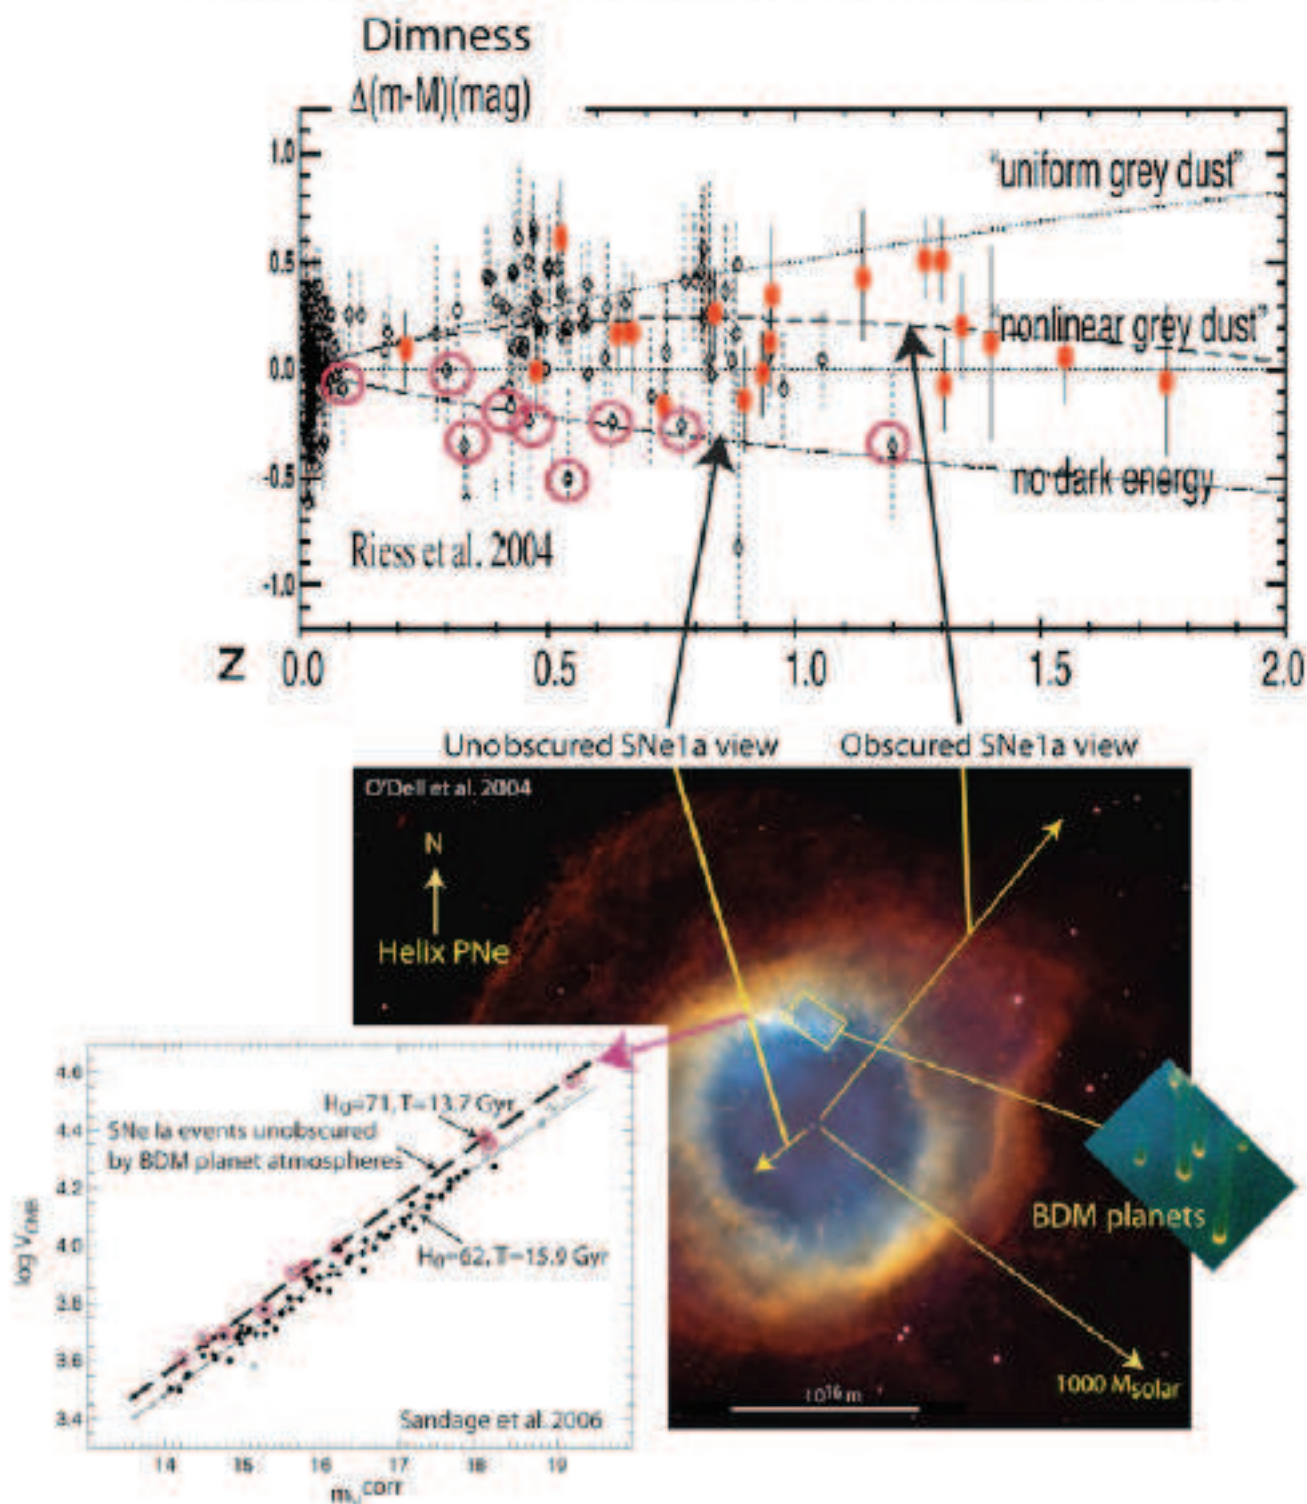 Dimness
Δ(m-M)(mag)
1.0
0.5
0.0
-0.5
-1.0
"uniform grey dust"
"nonlinear grey dust"
no dark energy
Riess et al. 2004
Z 0.0 0.5 1.0 1.5 2.0
Unobscured SNe1a view Obscured SNe1a view
O'Dell et al. 2004
N
Helix PNe
BDM planets
1000 Msolar
10¹⁶ m
4.6
4.4
4.2
4.0
3.8
3.6
3.4
log VCMB
H0=71, T=13.7 Gyr
SNe Ia events unobscured
by BDM planet atmospheres
H0=62, T=15.9 Gyr
Sandage et al. 2006
14 15 16 17 18 19
corr